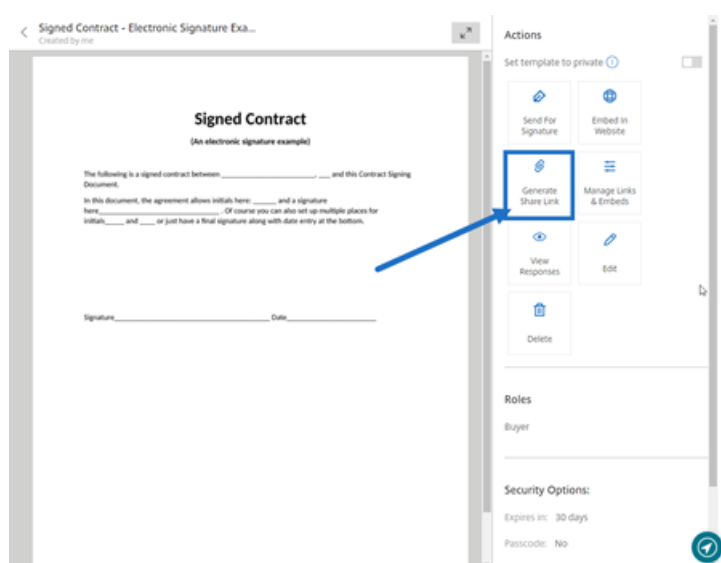 Signed Contract - Electronic Signature Exa...
Created by me
Signed Contract
(An electronic signature example)
The following is a signed contract between ____________________, ___ and this Contract Signing
Document.
In this document, the agreement allows initials here: ______ and a signature
here__________________________. Of course you can also set up multiple places for
initials_____ and ____ or just have a final signature along with date entry at the bottom.
Signature___________________________________ Date____________________
Actions
Set template to private
Send For
Signature
Embed In
Website
Generate
Share Link
Manage Links
& Embeds
View
Responses
Edit
Delete
Roles
Buyer
Security Options:
Expires in: 30 days
Passcode: No